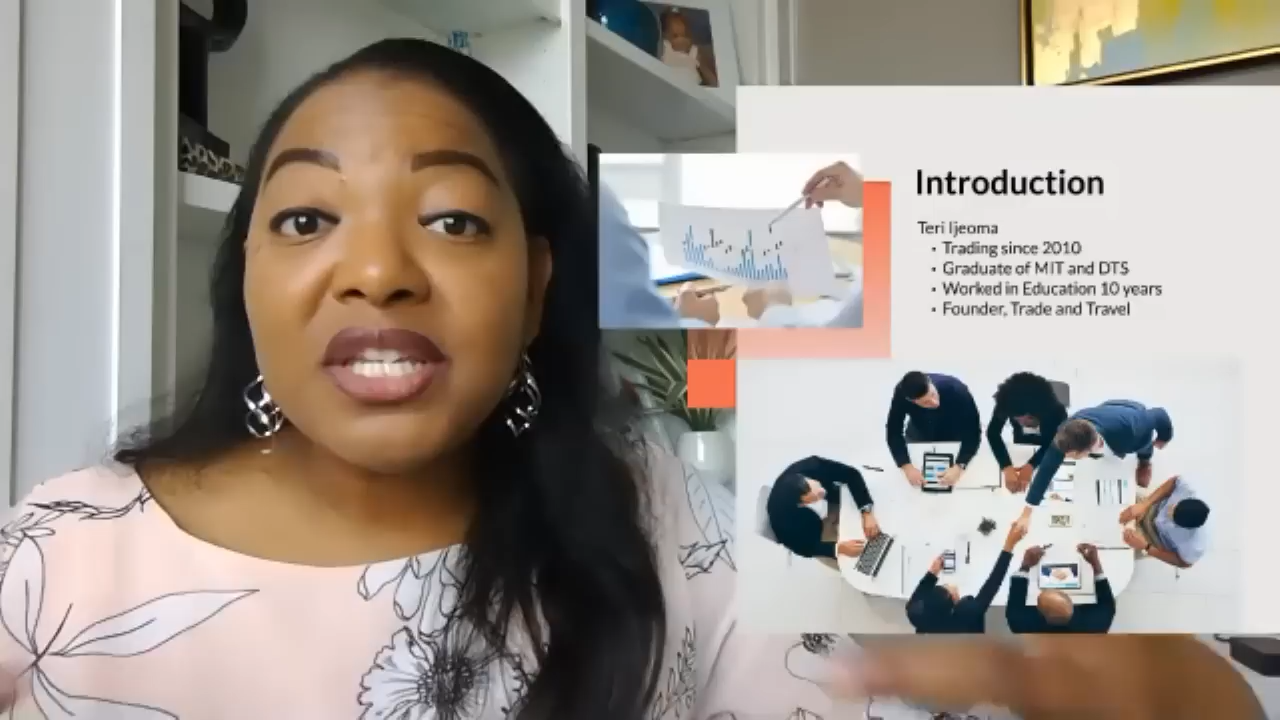 Introduction
Teri Ijeoma
• Trading since 2010
• Graduate of MIT and DTS
• Worked in Education 10 years
• Founder, Trade and Travel